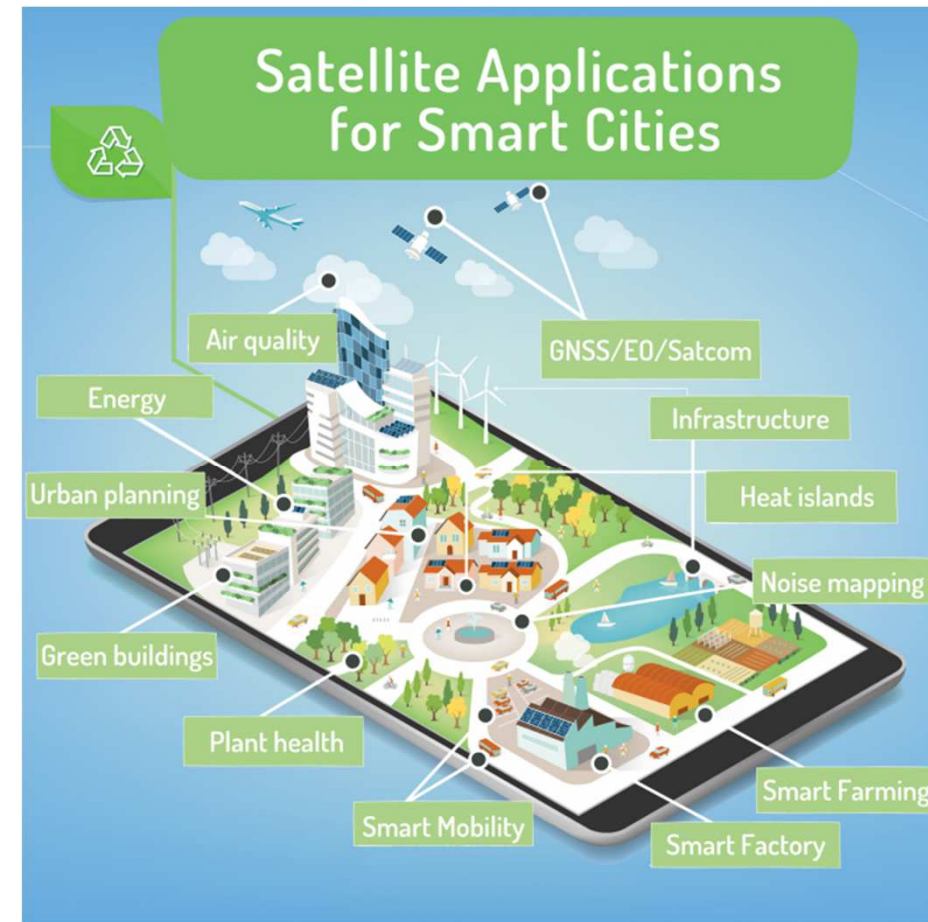 Satellite Applications
for Smart Cities
Air quality
GNSS/EO/Satcom
Energy
Infrastructure
Urban planning
Heat islands
Noise mapping
Green buildings
Plant health
Smart Farming
Smart Mobility
Smart Factory